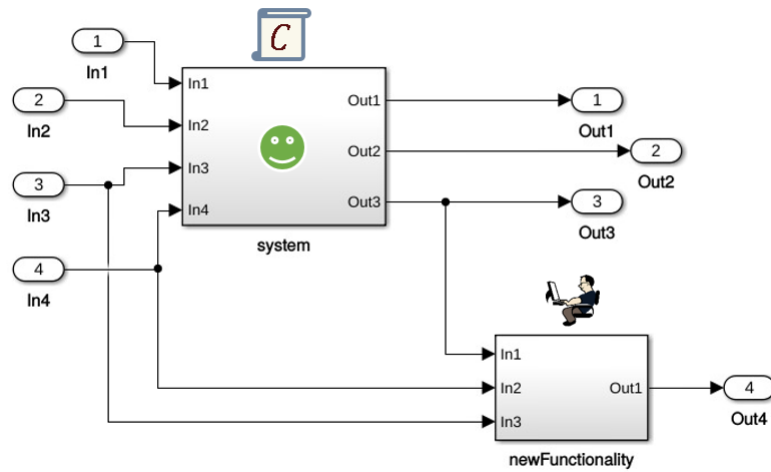 C
1
In1
2
In2
3
In3
4
In4
In1
In2
In3
In4
Out1
Out2
Out3
system
1
Out1
2
Out2
3
Out3
In1
In2
In3
Out1
newFunctionality
4
Out4